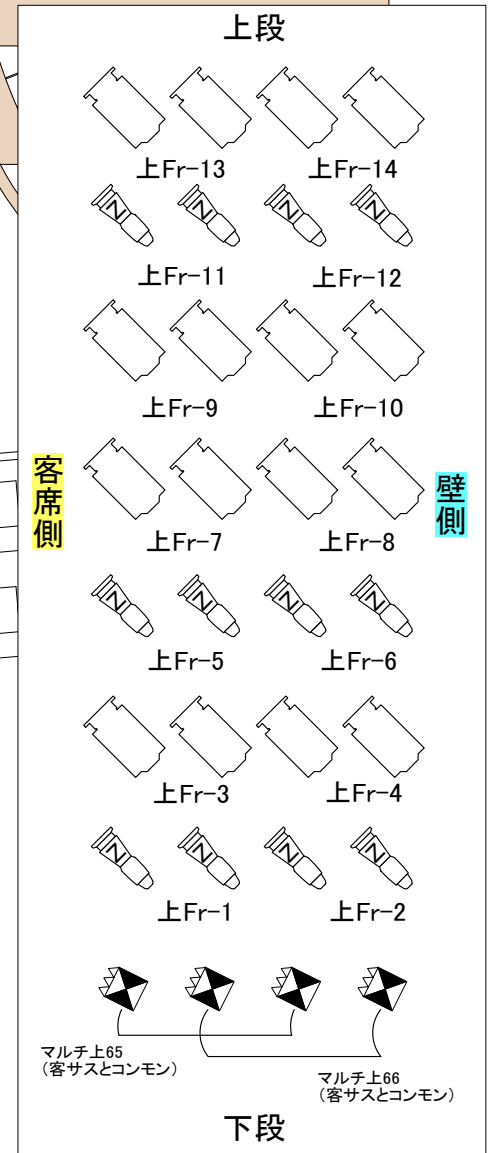 上段
上Fr-13
上Fr-14
N
N
N
N
上Fr-11
上Fr-12
上Fr-9
上Fr-10
客席側
壁側
上Fr-7
上Fr-8
N
N
N
N
上Fr-5
上Fr-6
上Fr-3
上Fr-4
N
N
N
N
上Fr-1
上Fr-2
マルチ上65
（客サスとコンモン）
マルチ上66
（客サスとコンモン）
下段